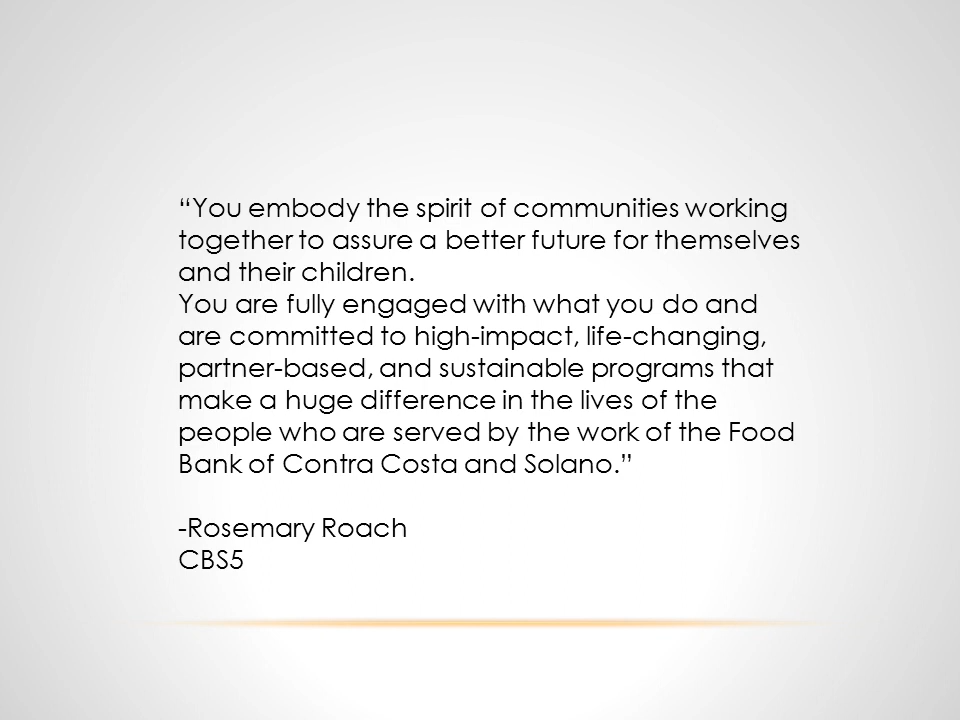 “You embody the spirit of communities working
together to assure a better future for themselves
and their children.
You are fully engaged with what you do and
are committed to high-impact, life-changing,
partner-based, and sustainable programs that
make a huge difference in the lives of the
people who are served by the work of the Food
Bank of Contra Costa and Solano.”
-Rosemary Roach
CBS5